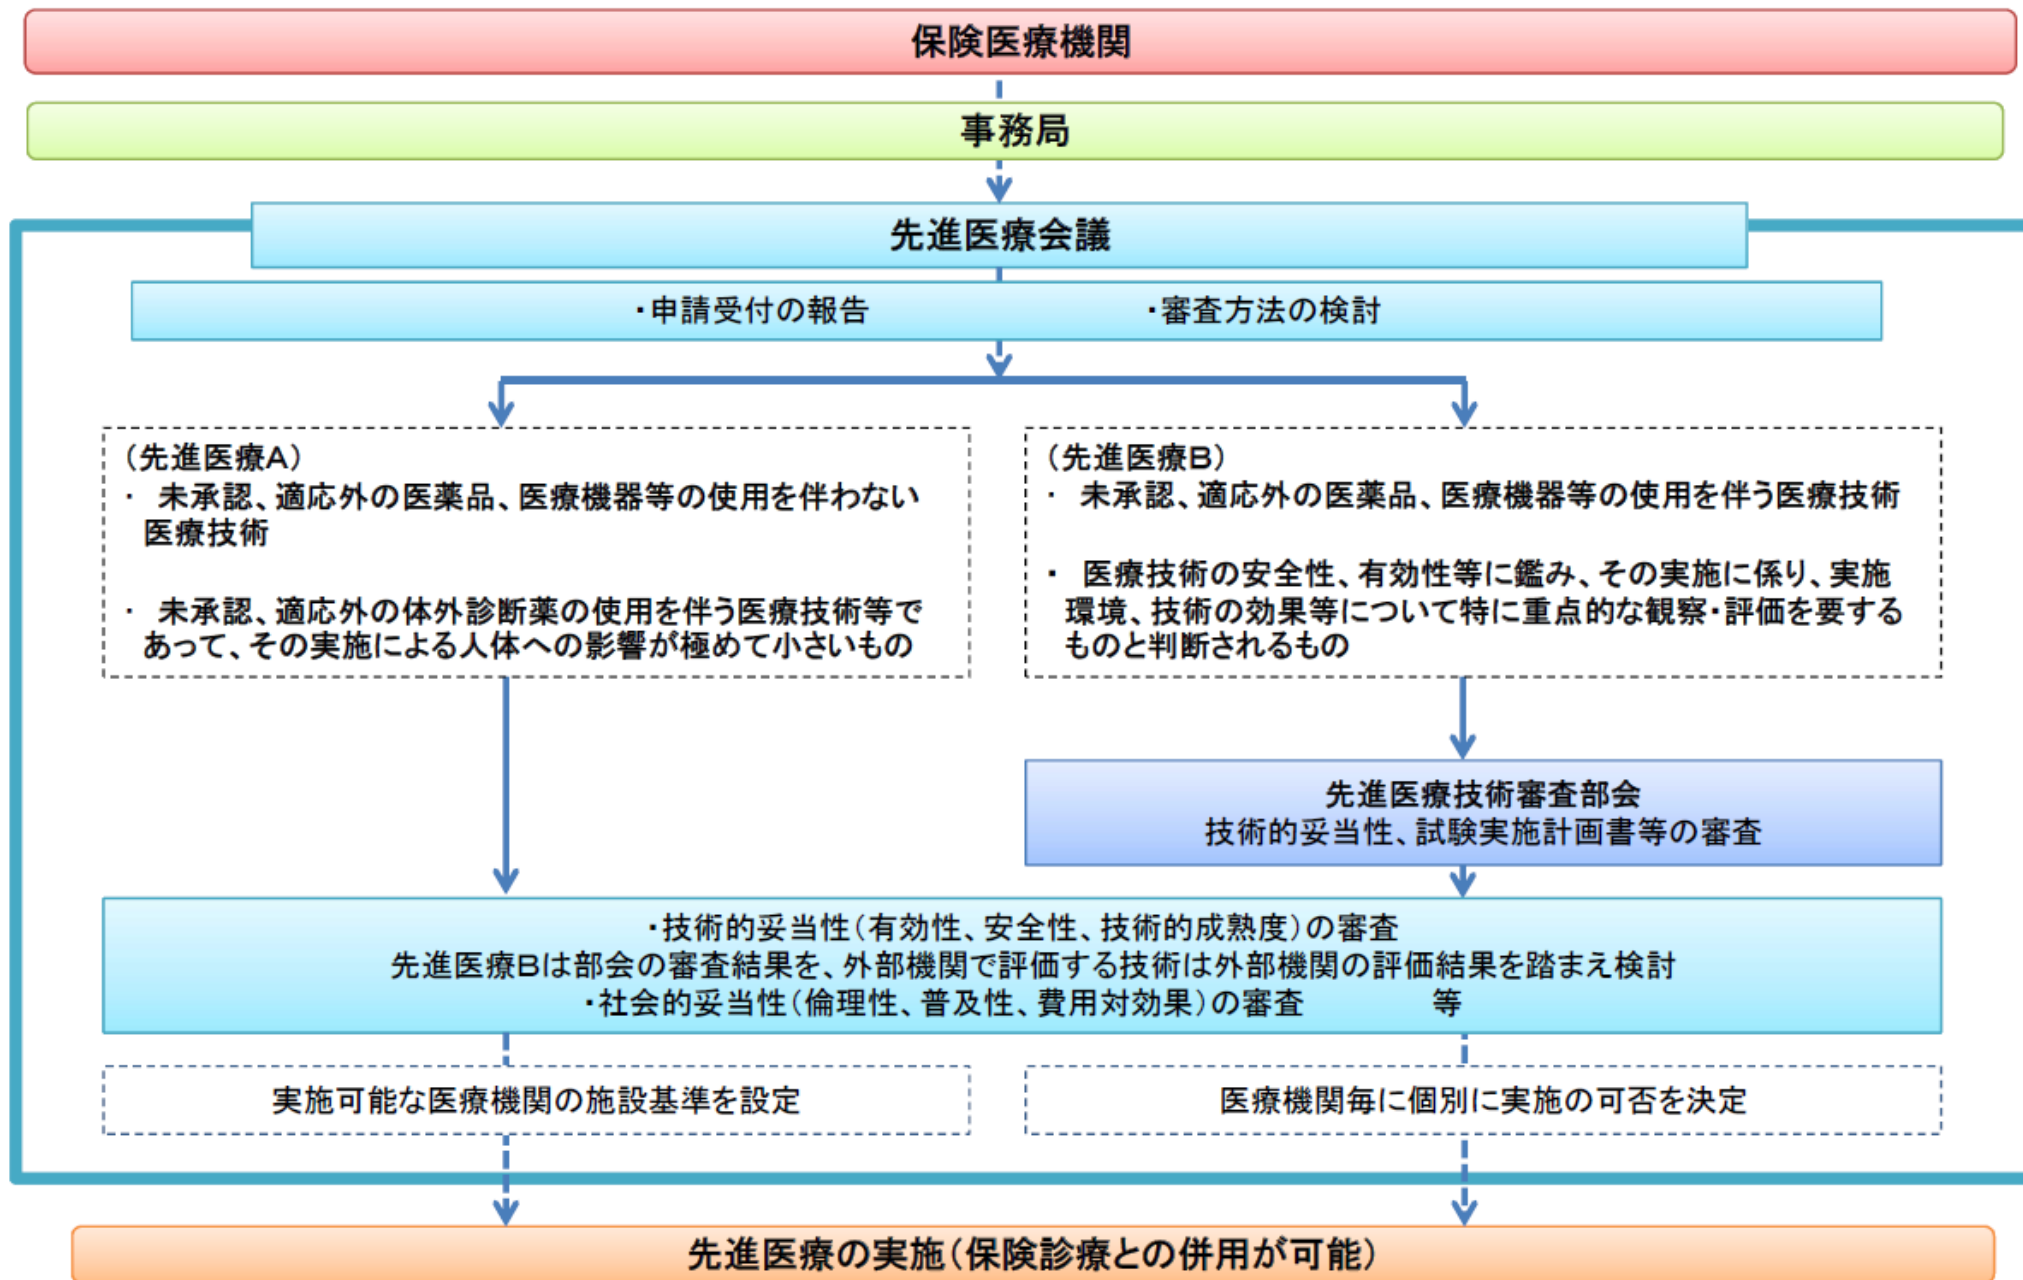 保険医療機関
事務局
先進医療会議
・申請受付の報告　・審査方法の検討
（先進医療A）
・ 未承認、適応外の医薬品、医療機器等の使用を伴わない
医療技術
・ 未承認、適応外の体外診断薬の使用を伴う医療技術等で
あって、その実施による人体への影響が極めて小さいもの
（先進医療B）
・ 未承認、適応外の医薬品、医療機器等の使用を伴う医療技術
・ 医療技術の安全性、有効性等に鑑み、その実施に係り、実施
環境、技術の効果等について特に重点的な観察・評価を要する
ものと判断されるもの
先進医療技術審査部会
技術的妥当性、試験実施計画書等の審査
・技術的妥当性（有効性、安全性、技術的成熟度）の審査
先進医療Bは部会の審査結果を、外部機関で評価する技術は外部機関の評価結果を踏まえ検討
・社会的妥当性（倫理性、普及性、費用対効果）の審査　等
実施可能な医療機関の施設基準を設定
医療機関毎に個別に実施の可否を決定
先進医療の実施（保険診療との併用が可能）